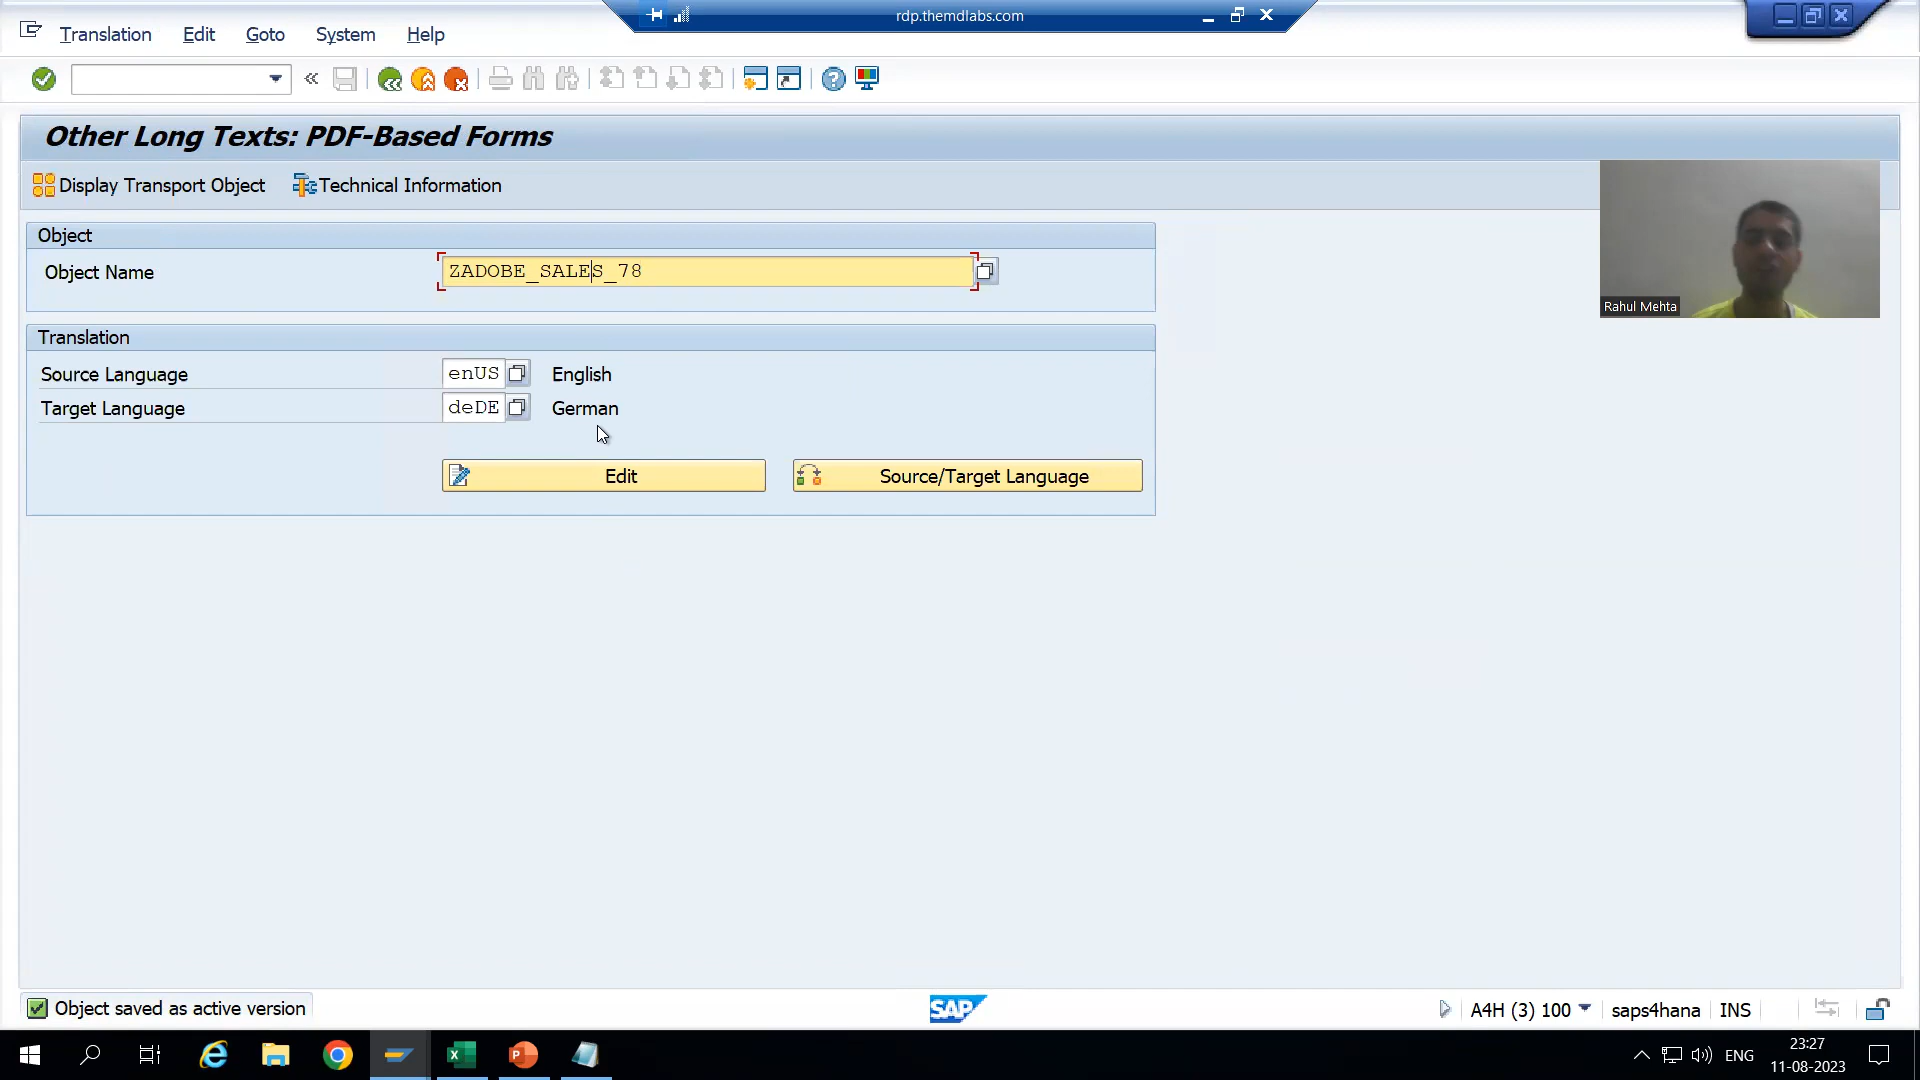 rdp.themdlabs.com
Translation Edit Goto System Help
Other Long Texts: PDF-Based Forms
Display Transport Object Technical Information
Object
Object Name ZADOBE_SALES_78
Rahul Mehta
Translation
Source Language enUS English
Target Language deDE German
Edit Source/Target Language
Object saved as active version
SAP
A4H (3) 100 saps4hana INS
ENG
23:27
11-08-2023